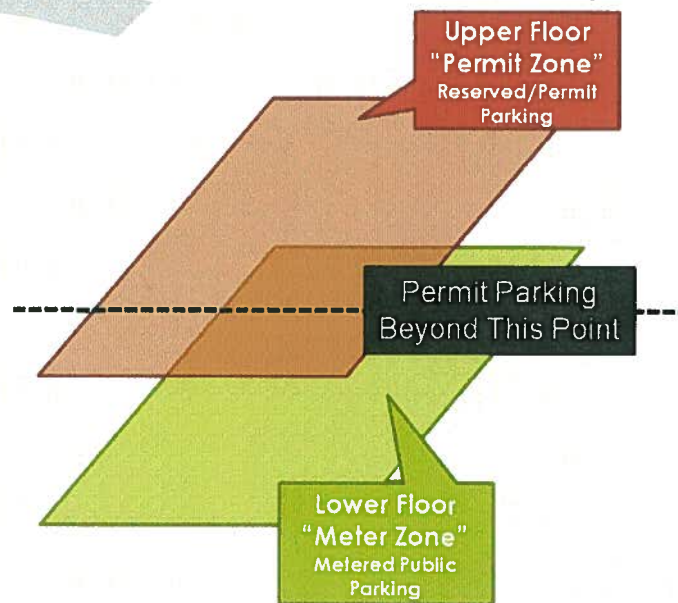 Upper Floor
"Permit Zone"
Reserved/Permit
Parking
Permit Parking
Beyond This Point
Lower Floor
"Meter Zone"
Metered Public
Parking